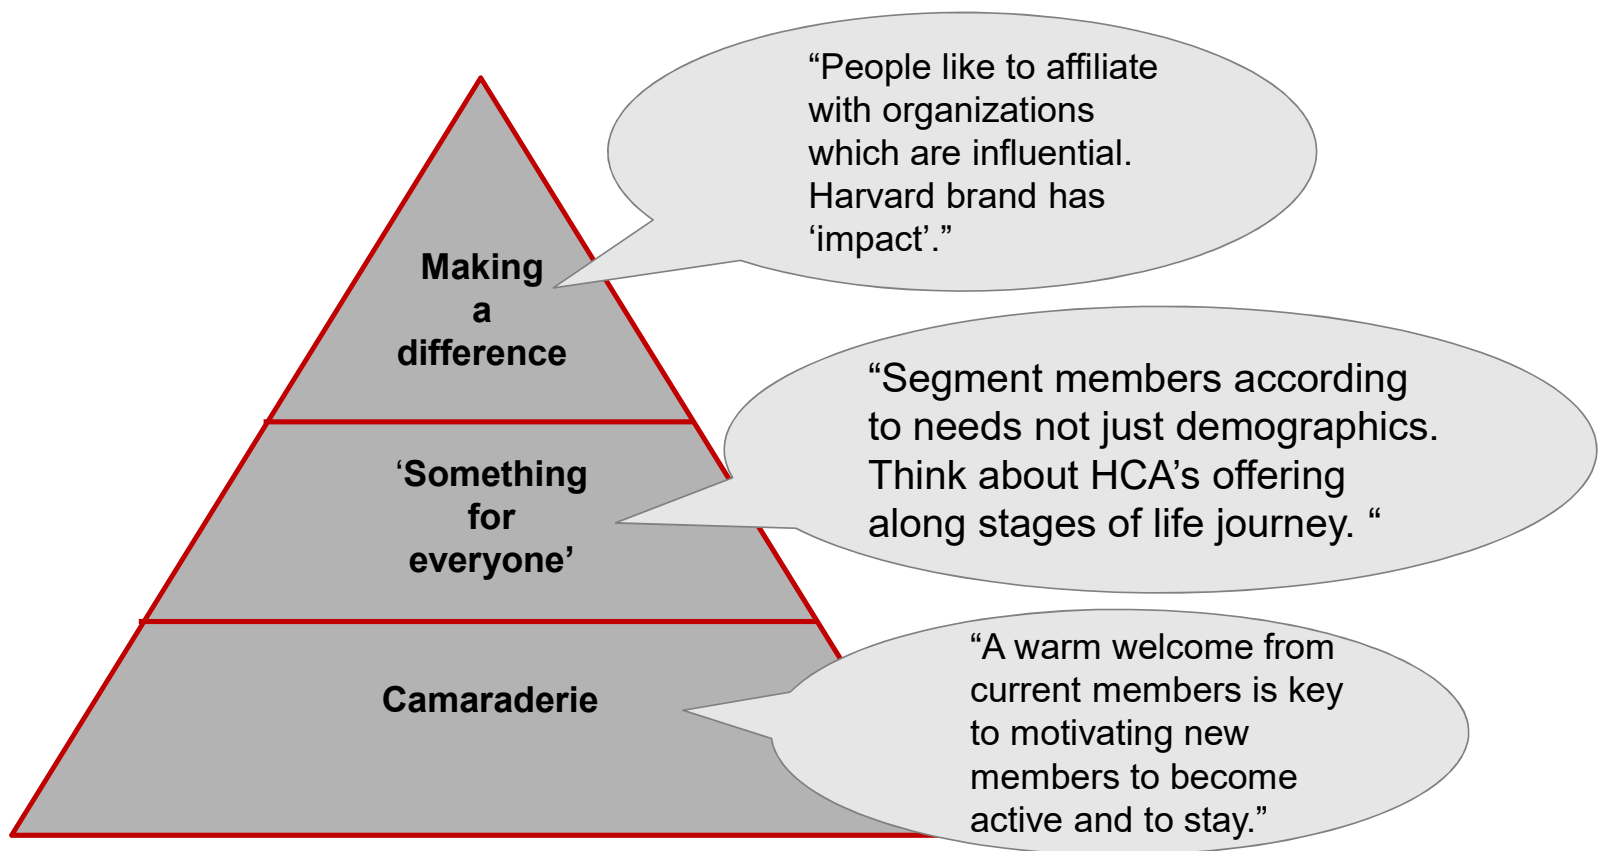 “People like to affiliate
with organizations
which are influential.
Harvard brand has
‘impact’.”
Making
a
difference
“Segment members according
to needs not just demographics.
Think about HCA’s offering
along stages of life journey. “
‘Something
for
everyone’
“A warm welcome from
current members is key
to motivating new
members to become
active and to stay.”
Camaraderie